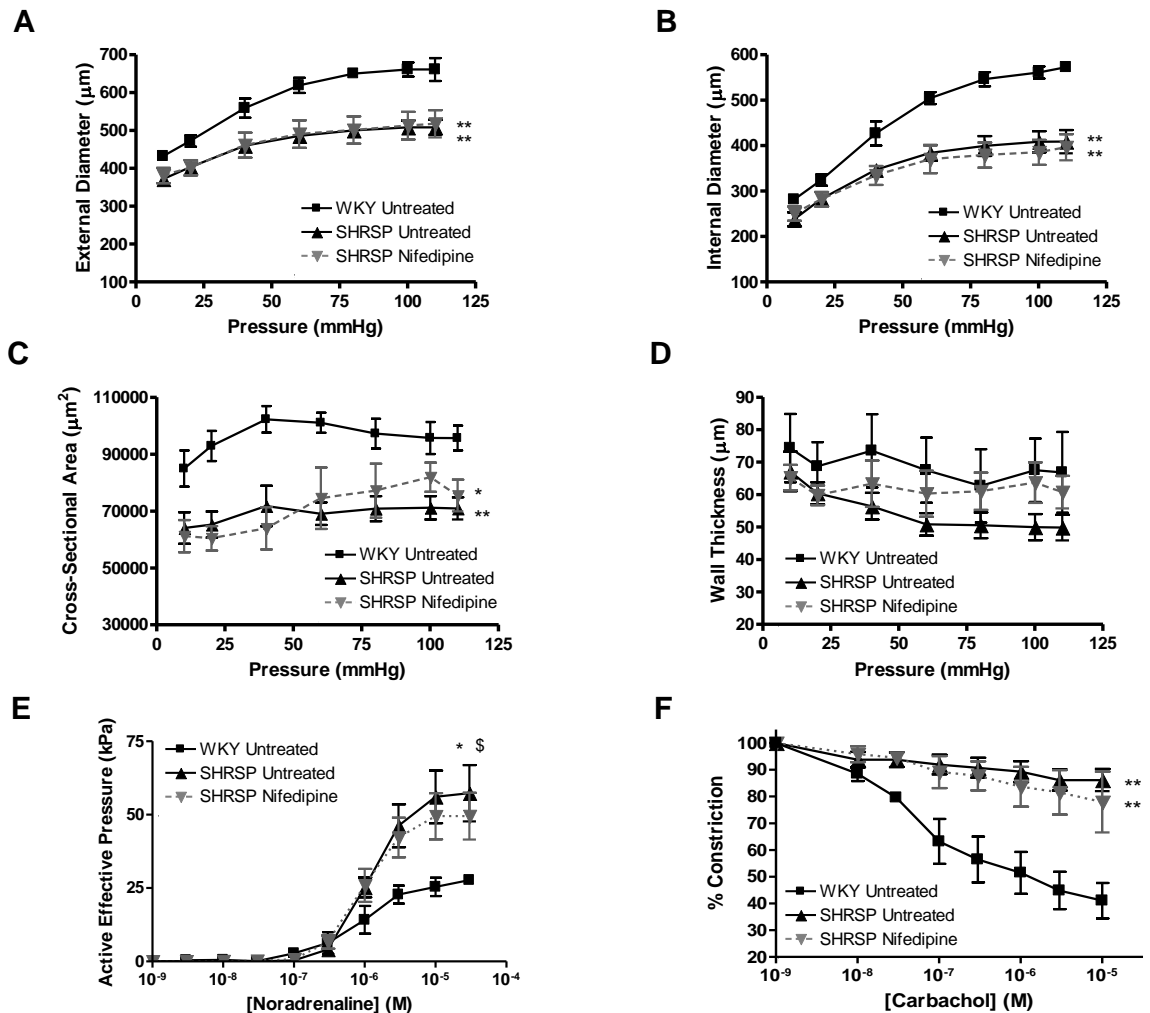 A
External Diameter (μm)
700
600
500
400
300
200
100
**
**
WKY Untreated
SHRSP Untreated
SHRSP Nifedipine
0 25 50 75 100 125
Pressure (mmHg)
B
Internal Diameter (μm)
600
500
400
300
200
100
**
**
WKY Untreated
SHRSP Untreated
SHRSP Nifedipine
0 25 50 75 100 125
Pressure (mmHg)
C
Cross-Sectional Area (μm²)
110000
90000
70000
50000
30000
*
**
WKY Untreated
SHRSP Untreated
SHRSP Nifedipine
0 25 50 75 100 125
Pressure (mmHg)
D
Wall Thickness (μm)
90
80
70
60
50
40
30
20
WKY Untreated
SHRSP Untreated
SHRSP Nifedipine
0 25 50 75 100 125
Pressure (mmHg)
E
Active Effective Pressure (kPa)
75
50
25
0
* $
WKY Untreated
SHRSP Untreated
SHRSP Nifedipine
10⁻⁹ 10⁻⁸ 10⁻⁷ 10⁻⁶ 10⁻⁵ 10⁻⁴
[Noradrenaline] (M)
F
% Constriction
100
90
80
70
60
50
40
30
20
**
**
WKY Untreated
SHRSP Untreated
SHRSP Nifedipine
10⁻⁹ 10⁻⁸ 10⁻⁷ 10⁻⁶ 10⁻⁵
[Carbachol] (M)